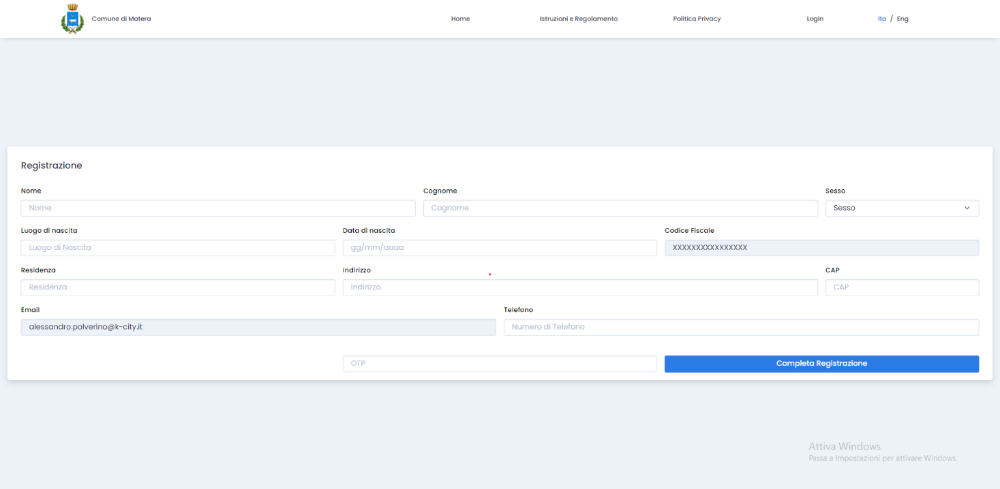 Comune di Matera Home Istruzioni e Regolamento Politica Privacy Login Ita / Eng
Registrazione
Nome Cognome Sesso
Nome Cognome Sesso
Luogo di nascita Data di nascita Codice Fiscale
Luogo di Nascita gg/mm/aaaa XXXXXXXXXXXXXXXX
Residenza Indirizzo CAP
Residenza Indirizzo CAP
Email Telefono
alessandro.polverino@k-city.it Numero di Telefono
OTP Completa Registrazione
Attiva Windows
Passa a Impostazioni per attivare Windows.